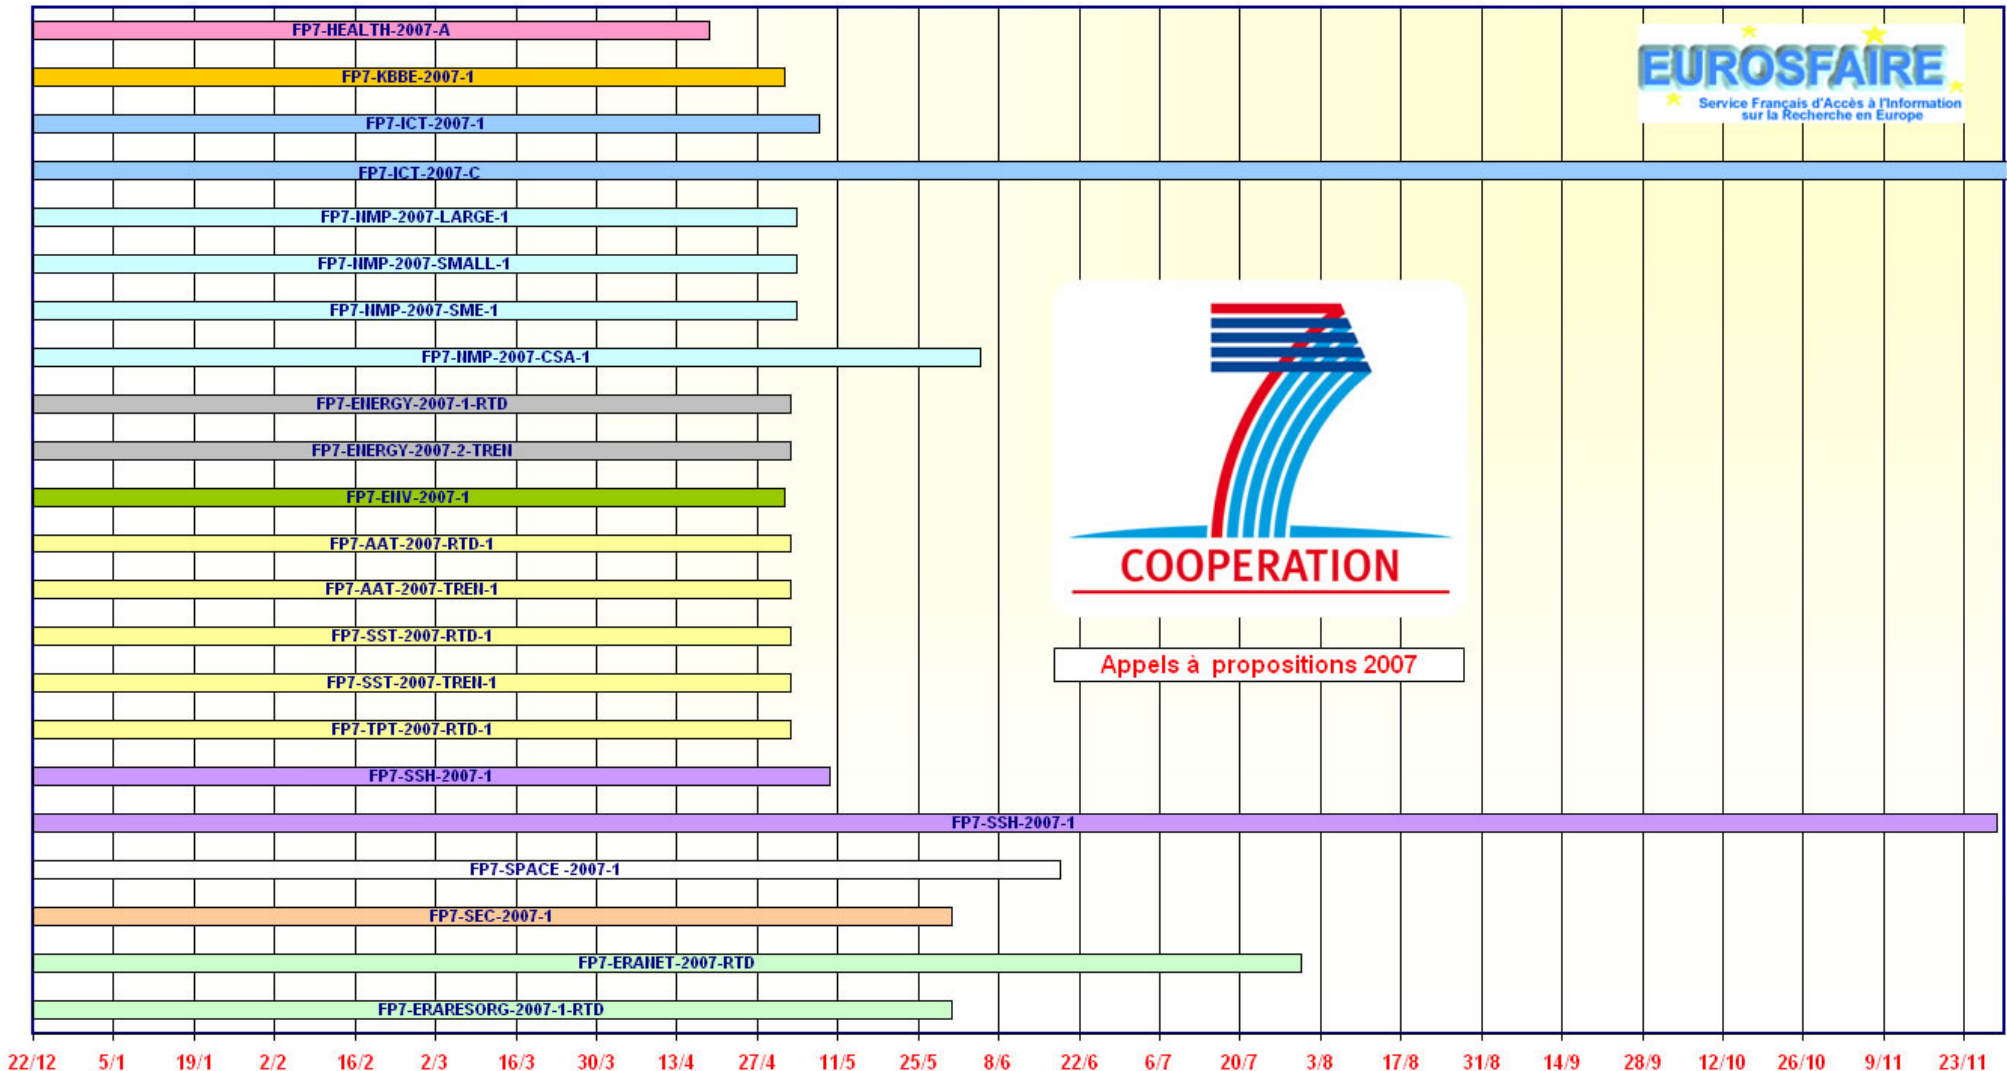 FP7-HEALTH-2007-A
EUROSFAIRE
Service Français d'Accès à l'Information
sur la Recherche en Europe
FP7-KBBE-2007-1
FP7-ICT-2007-1
FP7-ICT-2007-C
FP7-NMP-2007-LARGE-1
FP7-NMP-2007-SMALL-1
FP7-NMP-2007-SME-1
FP7-NMP-2007-CSA-1
FP7-ENERGY-2007-1-RTD
FP7-ENERGY-2007-2-TREN
FP7-ENV-2007-1
FP7-AAT-2007-RTD-1
COOPERATION
FP7-AAT-2007-TREN-1
FP7-SST-2007-RTD-1
Appels à propositions 2007
FP7-SST-2007-TREN-1
FP7-TPT-2007-RTD-1
FP7-SSH-2007-1
FP7-SSH-2007-1
FP7-SPACE -2007-1
FP7-SEC-2007-1
FP7-ERANET-2007-RTD
FP7-ERARESORG-2007-1-RTD
22/12 5/1 19/1 2/2 16/2 2/3 16/3 30/3 13/4 27/4 11/5 25/5 8/6 22/6 6/7 20/7 3/8 17/8 31/8 14/9 28/9 12/10 26/10 9/11 23/11